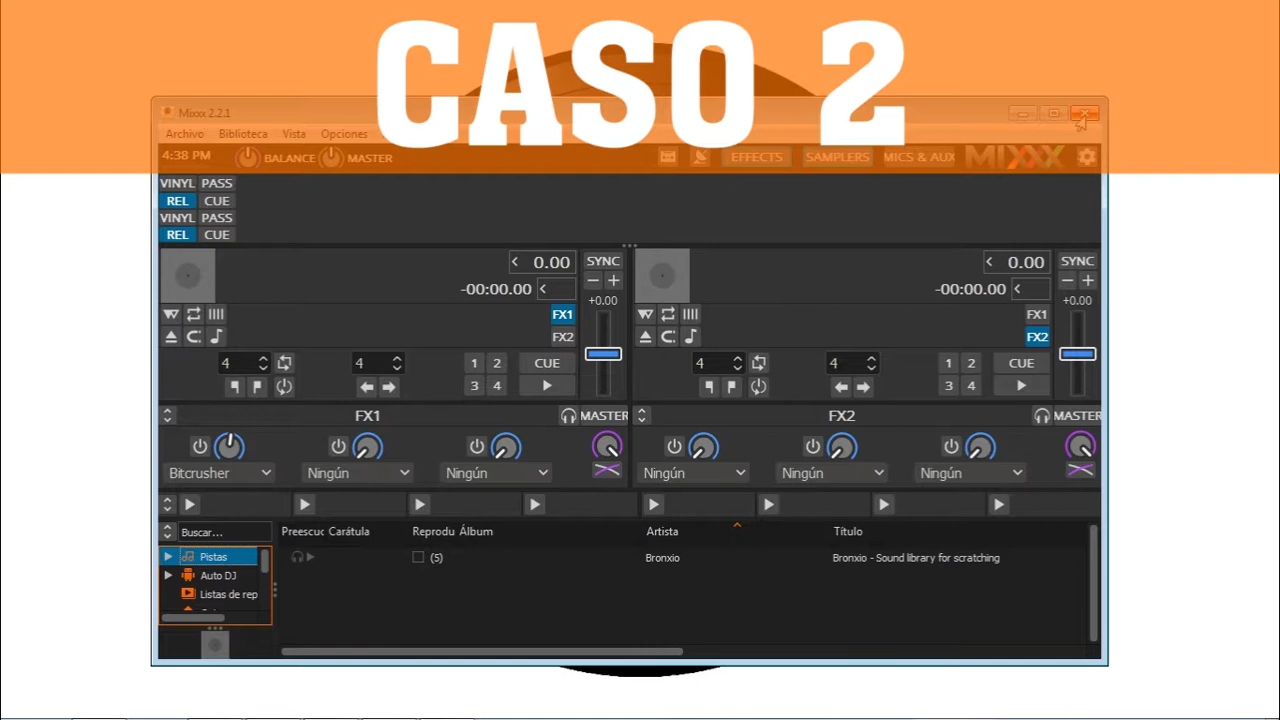 CASO 2
Mixxx 2.2.1
Archivo Biblioteca Vista Opciones
4:38 PM BALANCE MASTER EFFECTS SAMPLERS MICS & AUX MIXXX
VINYL PASS
REL CUE
VINYL PASS
REL CUE
0.00 SYNC 0.00 SYNC
-00:00.00 +0.00 -00:00.00 +0.00
FX1 FX1
FX2 FX2
4 4 1 2 CUE 4 4 1 2 CUE
3 4 3 4
FX1 MASTER FX2 MASTER
Bitcrusher Ningún Ningún Ningún Ningún Ningún
Buscar... Preescuc Carátula Reprodu Álbum Artista Título
Pistas (5) Bronxio Bronxio - Sound library for scratching
Auto DJ
Listas de rep